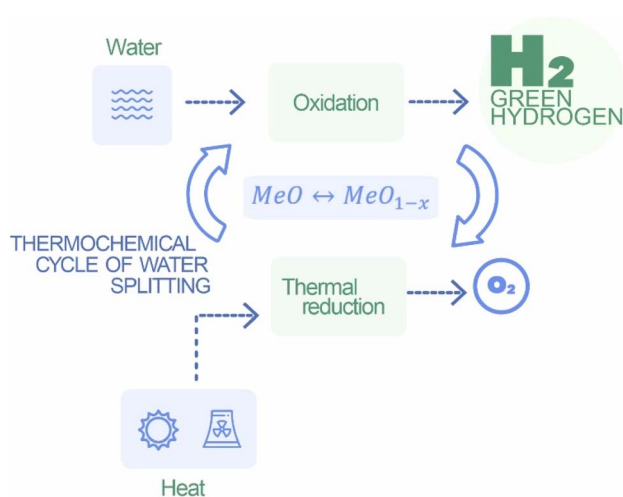 Water
Oxidation
H2
GREEN
HYDROGEN
MeO ↔ MeO₁₋ₓ
THERMOCHEMICAL
CYCLE OF WATER
SPLITTING
Thermal
reduction
O₂
Heat